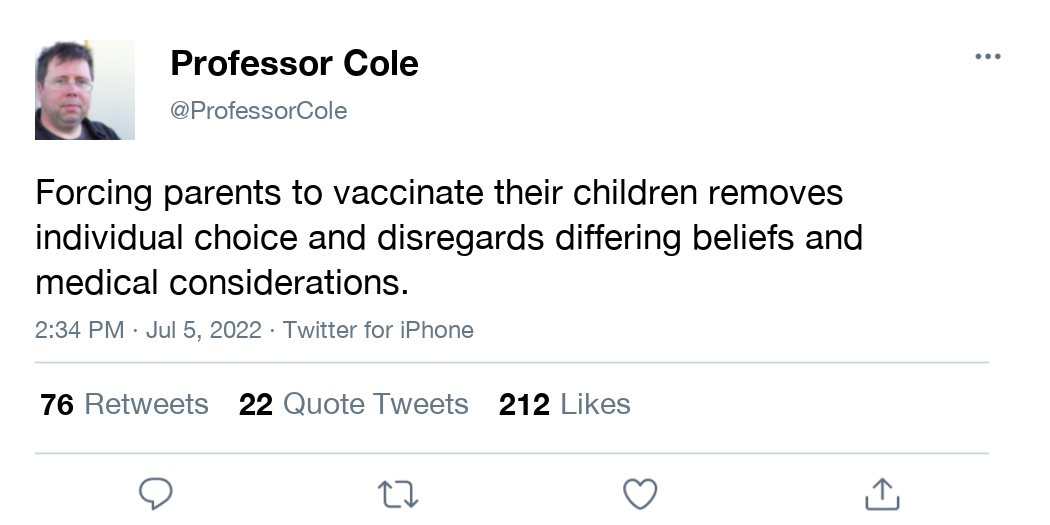 Professor Cole
@ProfessorCole
Forcing parents to vaccinate their children removes
individual choice and disregards differing beliefs and
medical considerations.
2:34 PM · Jul 5, 2022 · Twitter for iPhone
76 Retweets 22 Quote Tweets 212 Likes